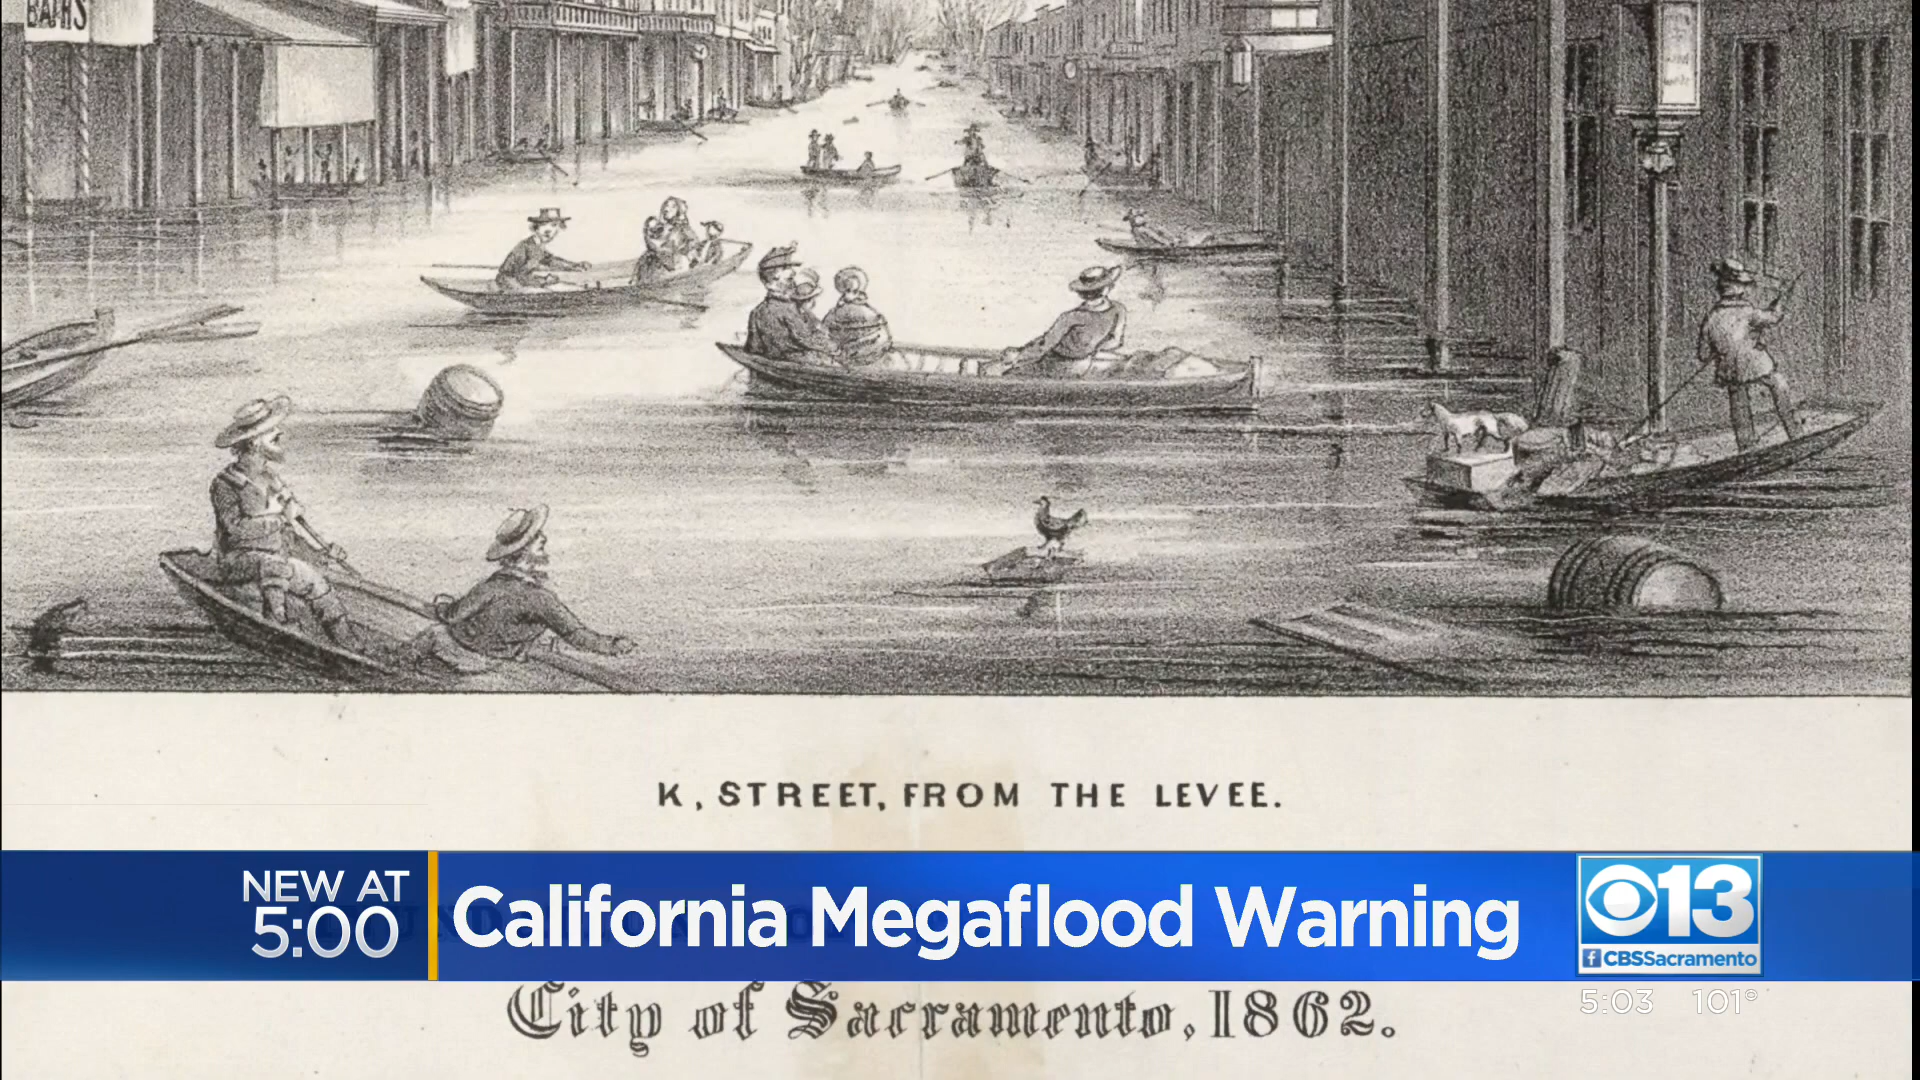 BATHS
K, STREET, FROM THE LEVEE.
NEW AT
5:00
California Megaflood Warning
13
CBSSacramento
City of Sacramento, 1862.
5:03 101°